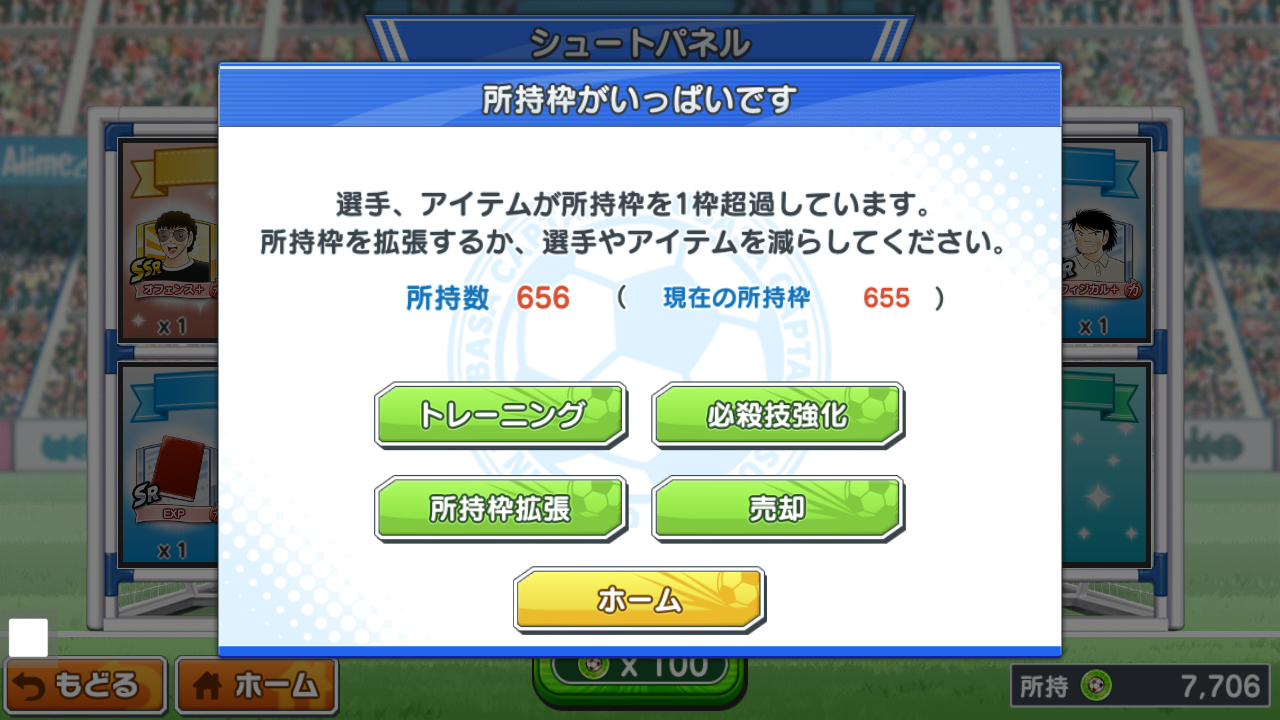 シュートパネル
所持枠がいっぱいです
選手、アイテムが所持枠を1枠超過しています。
所持枠を拡張するか、選手やアイテムを減らしてください。
所持数 656 ( 現在の所持枠 655 )
トレーニング 必殺技強化
所持枠拡張 売却
ホーム
SSR
オフェンス+
x 1
フィジカル+ 力
x 1
SR
EXP
x 1
もどる ホーム
x 100
所持 7,706